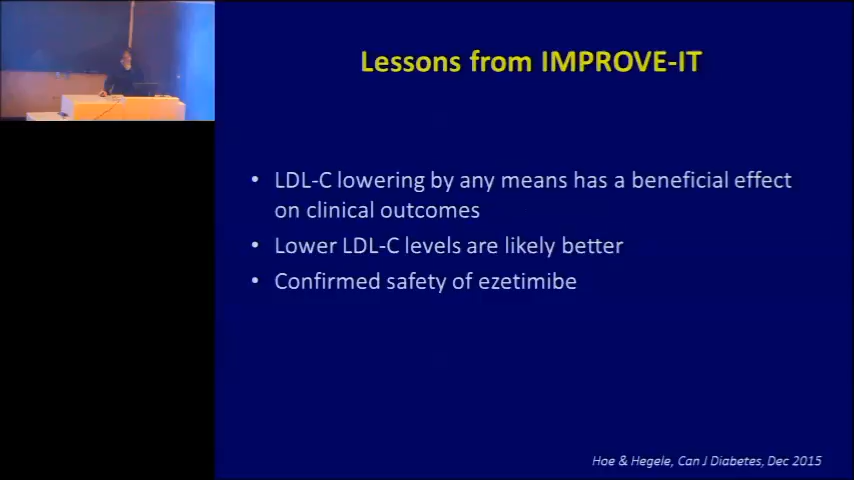 Lessons from IMPROVE-IT
• LDL-C lowering by any means has a beneficial effect
on clinical outcomes
• Lower LDL-C levels are likely better
• Confirmed safety of ezetimibe
Hoe & Hegele, Can J Diabetes, Dec 2015